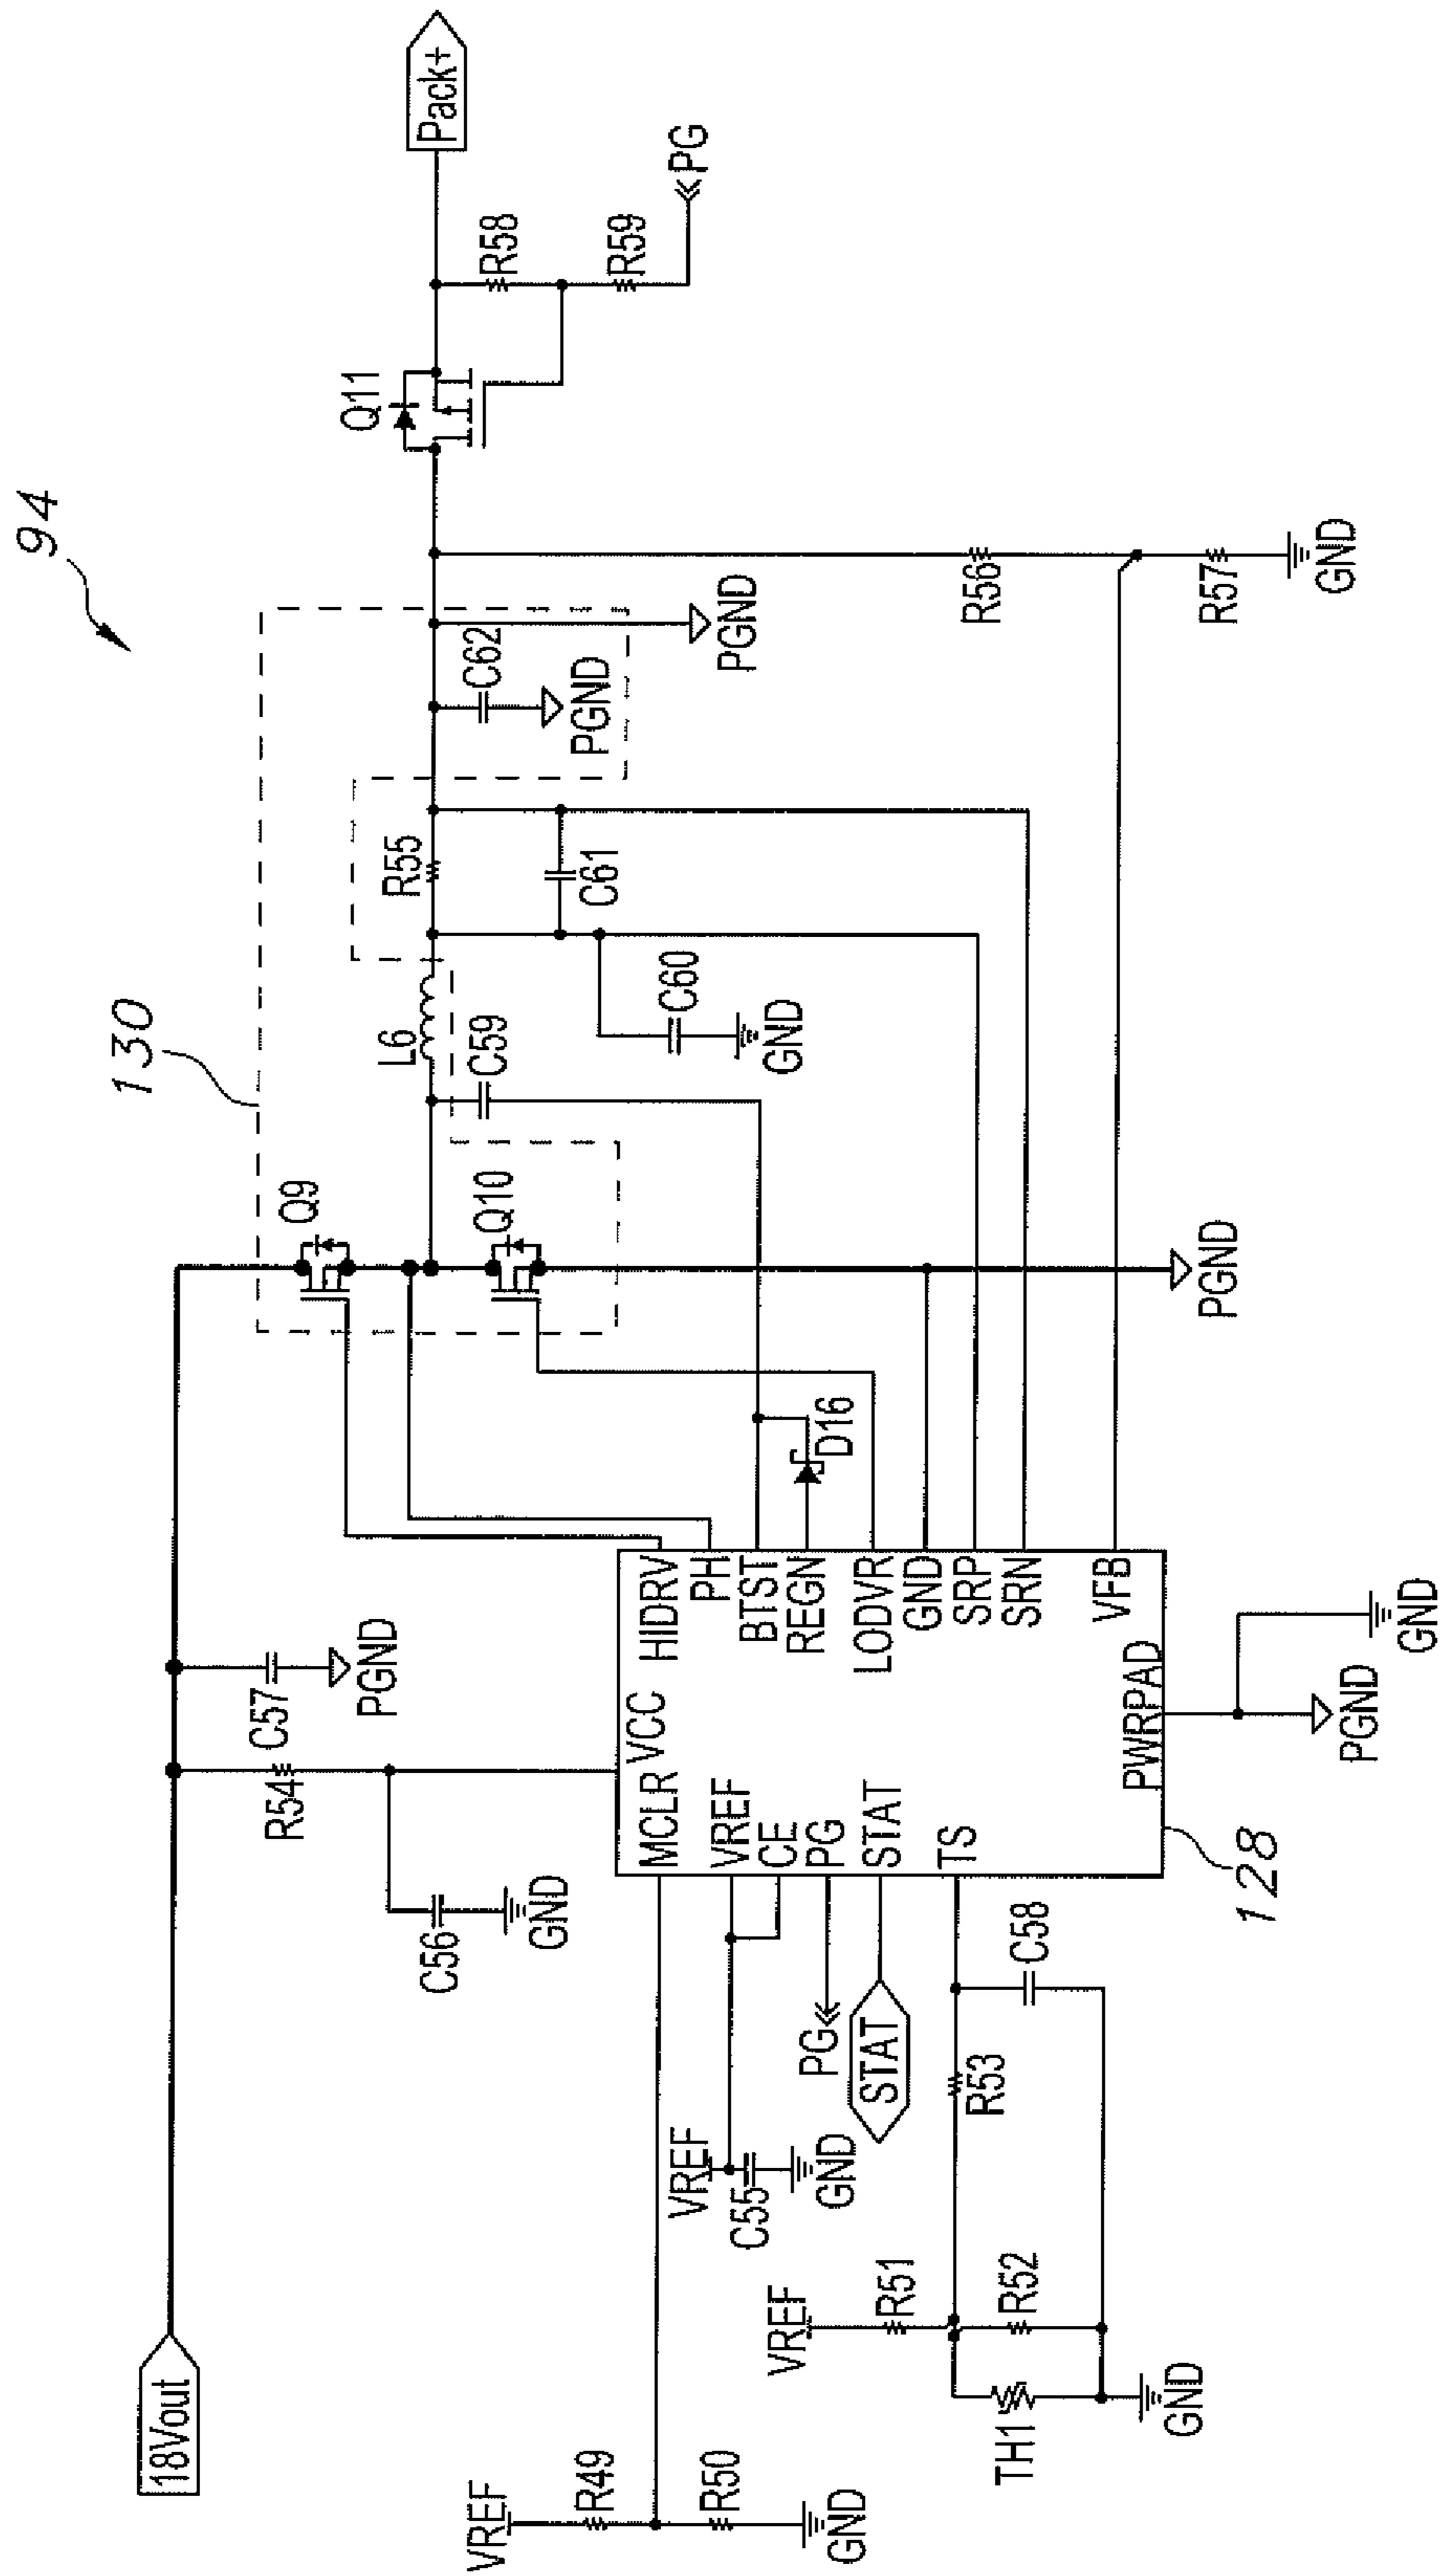 94
130
18Vout
Pack+
Q9
Q10
Q11
C57
PGND
R54
C56
GND
L6
C59
R55
C61
C60
GND
C62
PGND
PGND
R58
R59
PG
R56
R57
GND
D16
PGND
MCLR
VCC
HIDRV
PH
BTST
REGN
LODVR
GND
SRP
SRN
VFB
PWRPAD
VREF
CE
PG
STAT
TS
128
PGND
GND
VREF
R49
R50
GND
VREF
C55
GND
PG
STAT
VREF
R51
R52
R53
C58
TH1
GND